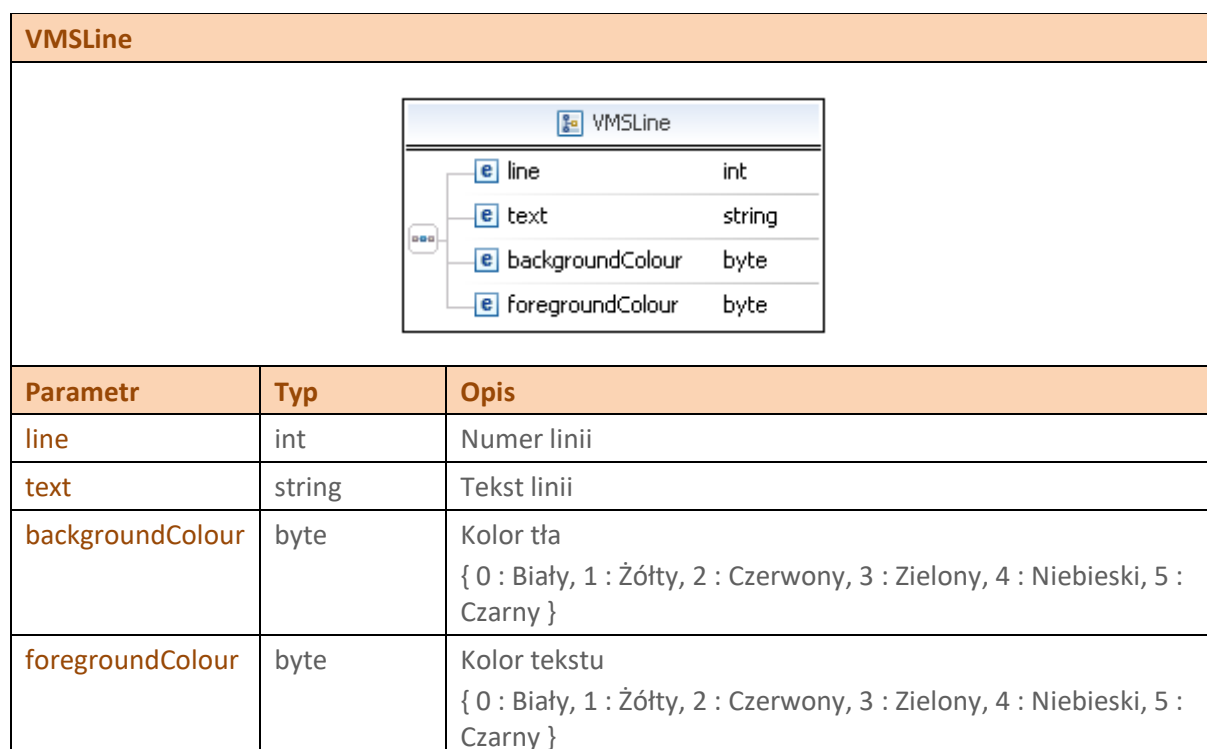 VMSLine
VMSLine
line int
text string
backgroundColour byte
foregroundColour byte
Parametr Typ Opis
line int Numer linii
text string Tekst linii
backgroundColour byte Kolor tła
{ 0 : Biały, 1 : Żółty, 2 : Czerwony, 3 : Zielony, 4 : Niebieski, 5 :
Czarny }
foregroundColour byte Kolor tekstu
{ 0 : Biały, 1 : Żółty, 2 : Czerwony, 3 : Zielony, 4 : Niebieski, 5 :
Czarny }